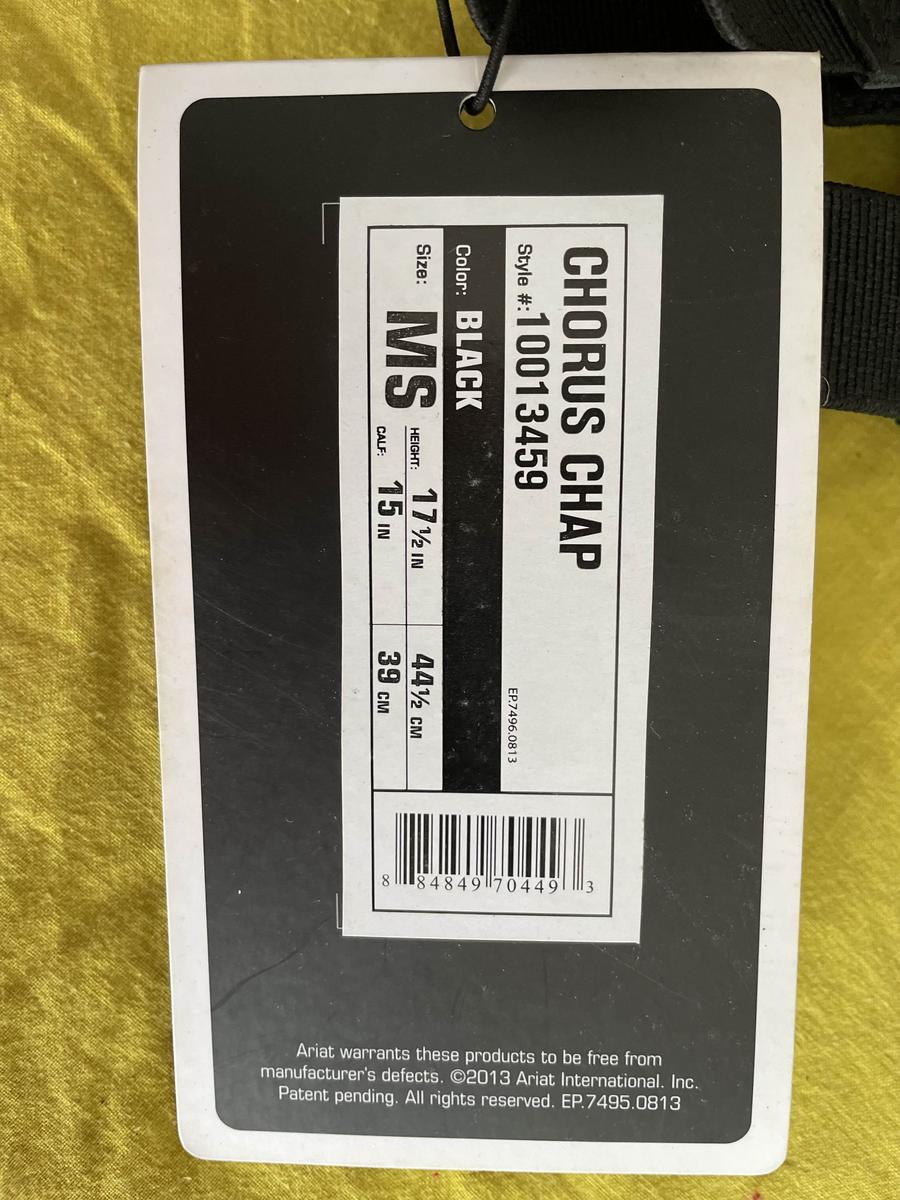 CHORUS CHAP
Style #:10013459
EP.7496.0813
Color: BLACK
Size: MS
HEIGHT: 17½ IN 44½ CM
CALF: 15 IN 39 CM
8 84849 70449 3
Ariat warrants these products to be free from
manufacturer's defects. ©2013 Ariat International. Inc.
Patent pending. All rights reserved. EP.7495.0813